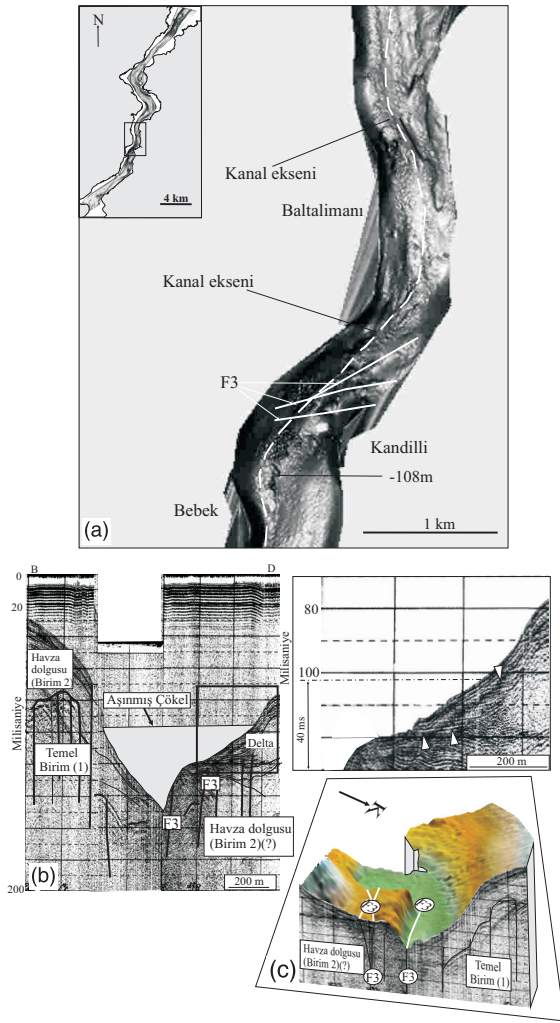 N
4 km
Kanal ekseni
Baltalimanı
Kanal ekseni
F3
Kandilli
-108m
Bebek
(a)
1 km
B
D
0
20
Milisaniye
200
Havza
dolgusu
(Birim 2
Aşınmış Çökel
Temel
Birim (1)
Delta
F3
F3
Havza dolgusu
(Birim 2)(?)
(b)
200 m
Milisaniye
80
100
40 ms
200 m
K
Havza dolgusu
(Birim 2)(?)
F3
F3
(c)
Temel
Birim (1)